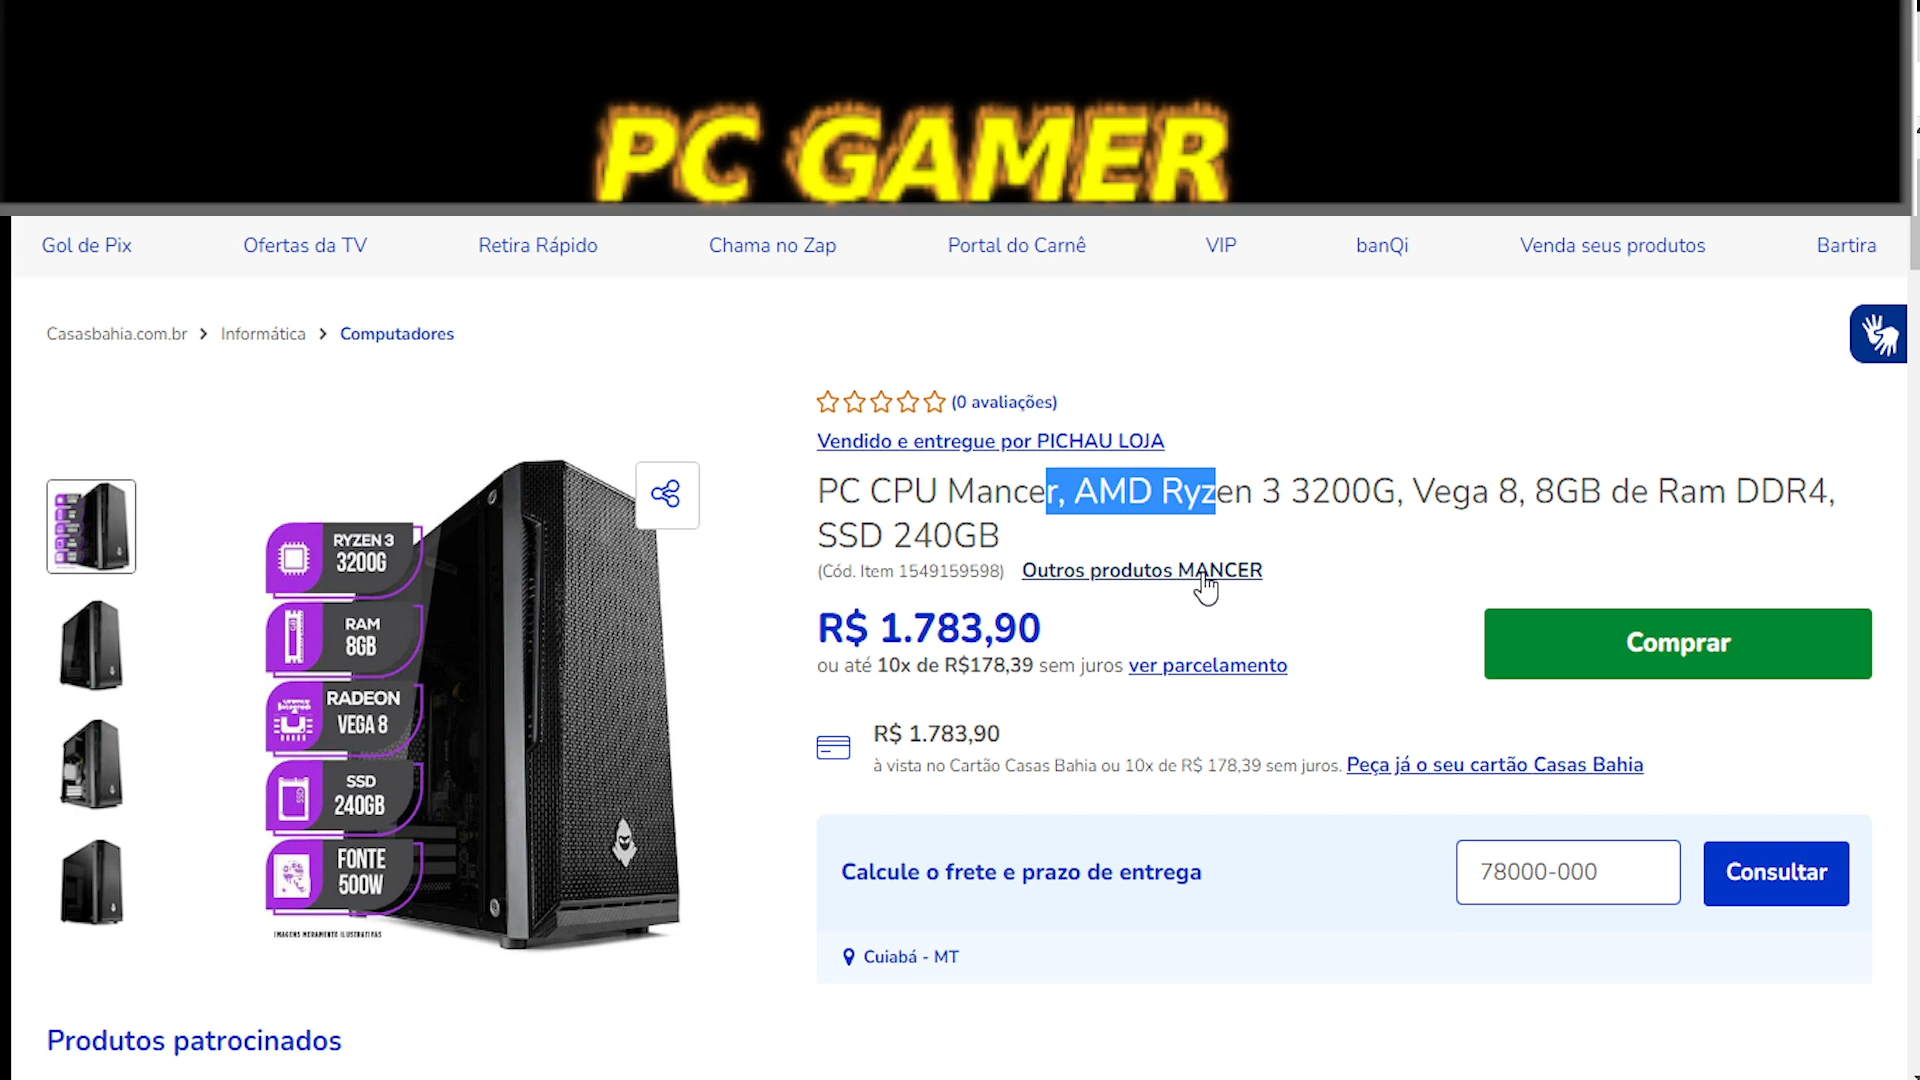 PC GAMER
Gol de Pix
Ofertas da TV
Retira Rápido
Chama no Zap
Portal do Carnê
VIP
banQi
Venda seus produtos
Bartira
Casasbahia.com.br > Informática > Computadores
(0 avaliações)
Vendido e entregue por PICHAU LOJA
PC CPU Mancer, AMD Ryzen 3 3200G, Vega 8, 8GB de Ram DDR4,
SSD 240GB
(Cód. Item 1549159598) Outros produtos MANCER
R$ 1.783,90
ou até 10x de R$178,39 sem juros ver parcelamento
Comprar
R$ 1.783,90
à vista no Cartão Casas Bahia ou 10x de R$ 178,39 sem juros. Peça já o seu cartão Casas Bahia
Calcule o frete e prazo de entrega
78000-000
Consultar
Cuiabá - MT
RYZEN 3
3200G
RAM
8GB
RADEON
VEGA 8
SSD
240GB
FONTE
500W
IMAGENS MERAMENTE ILUSTRATIVAS
Produtos patrocinados